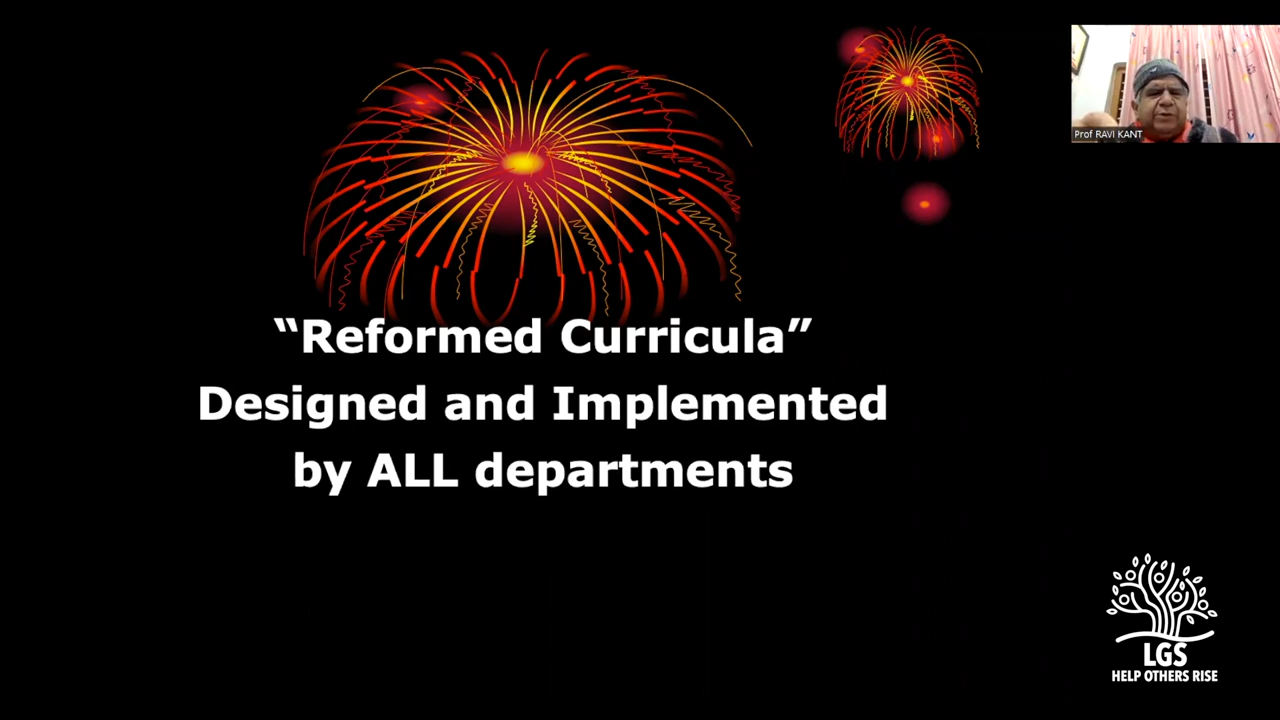 Prof RAVI KANT
“Reformed Curricula”
Designed and Implemented
by ALL departments
LGS
HELP OTHERS RISE